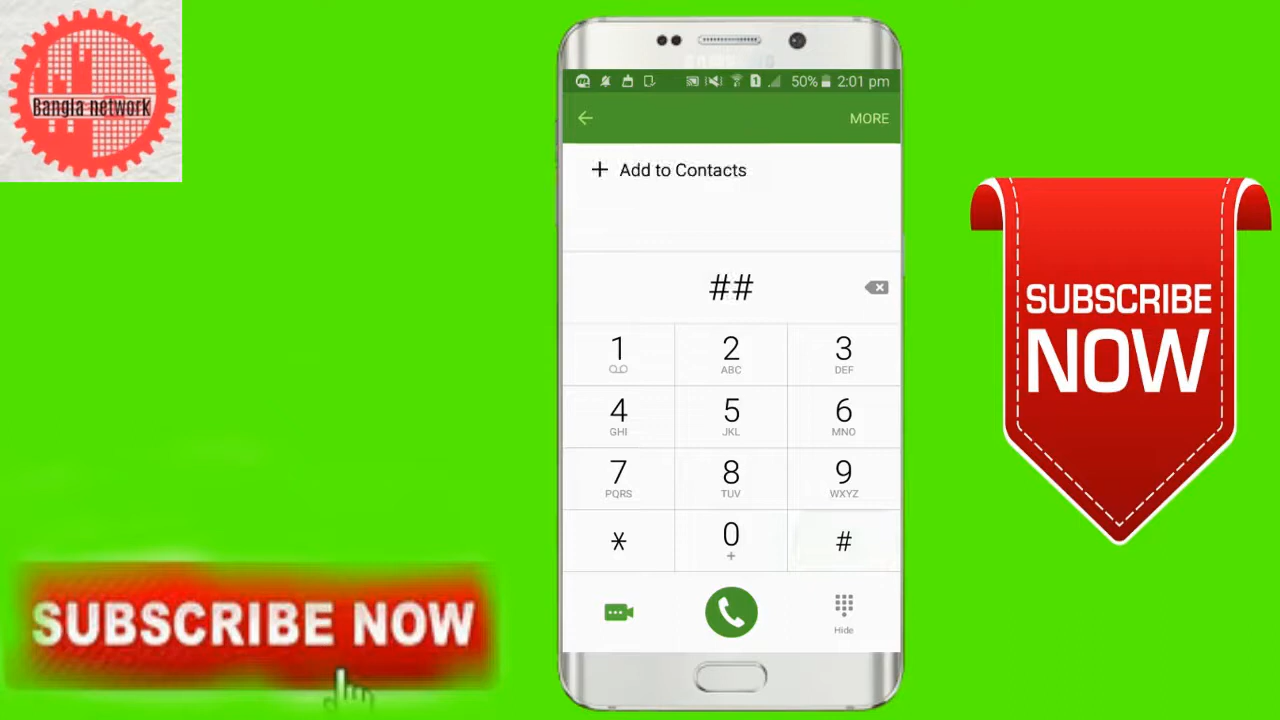 Bangla network
50% 2:01 pm
MORE
+ Add to Contacts
##
1
2
ABC
3
DEF
4
GHI
5
JKL
6
MNO
7
PQRS
8
TUV
9
WXYZ
*
0
+
#
Hide
SUBSCRIBE
NOW
SUBSCRIBE NOW